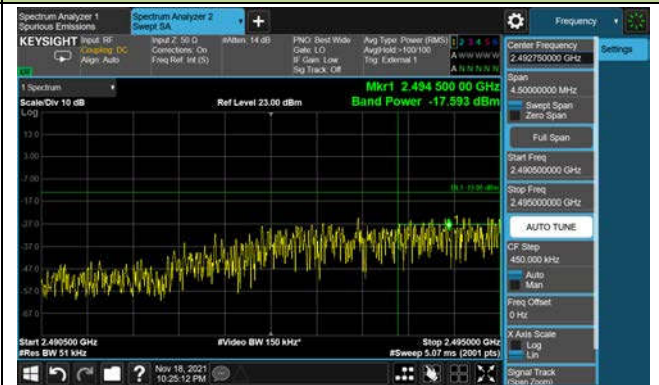 Spectrum Analyzer 1
Spurious Emissions
Spectrum Analyzer 2
Swept SA
Frequency
KEYSIGHT
Input: RF
Coupling: DC
Align: Auto
Input Z: 50 Ω
Corrections: On
Freq Ref: Int (S)
#Atten: 14 dB
PNO: Best Wide
Gate: LO
IF Gain: Low
Sig Track: Off
Avg Type: Power (RMS)
Avg|Hold:>100/100
Trig: External 1
1 2 3 4 5 6
A W W W W W
A N N N N N
1 Spectrum
Scale/Div 10 dB
Log
Ref Level 23.00 dBm
Mkr1 2.494 500 00 GHz
Band Power -17.593 dBm
13.0
3.00
-7.00
-17.0
-27.0
-37.0
-47.0
-57.0
-67.0
Start 2.490500 GHz
#Res BW 51 kHz
#Video BW 150 kHz*
Stop 2.495000 GHz
#Sweep 5.07 ms (2001 pts)
Nov 18, 2021
10:25:12 PM
Center Frequency
2.492750000 GHz
Settings
Span
4.50000000 MHz
Swept Span
Zero Span
Full Span
Start Freq
2.490500000 GHz
Stop Freq
2.495000000 GHz
AUTO TUNE
CF Step
450.000 kHz
Auto
Man
Freq Offset
0 Hz
X Axis Scale
Log
Lin
Signal Track
(Span Zoom)